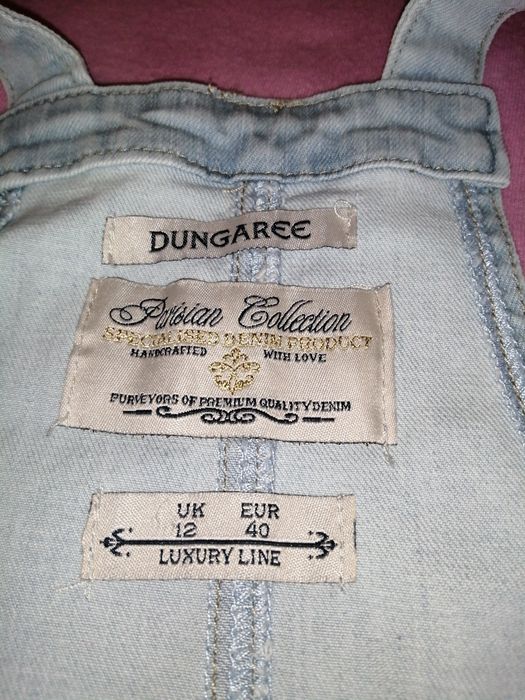 DUNGAREE
Parisian Collection
SPECIALISED DENIM PRODUCT
HANDCRAFTED WITH LOVE
PURVEYORS OF PREMIUM QUALITY DENIM
UK EUR
12 40
LUXURY LINE